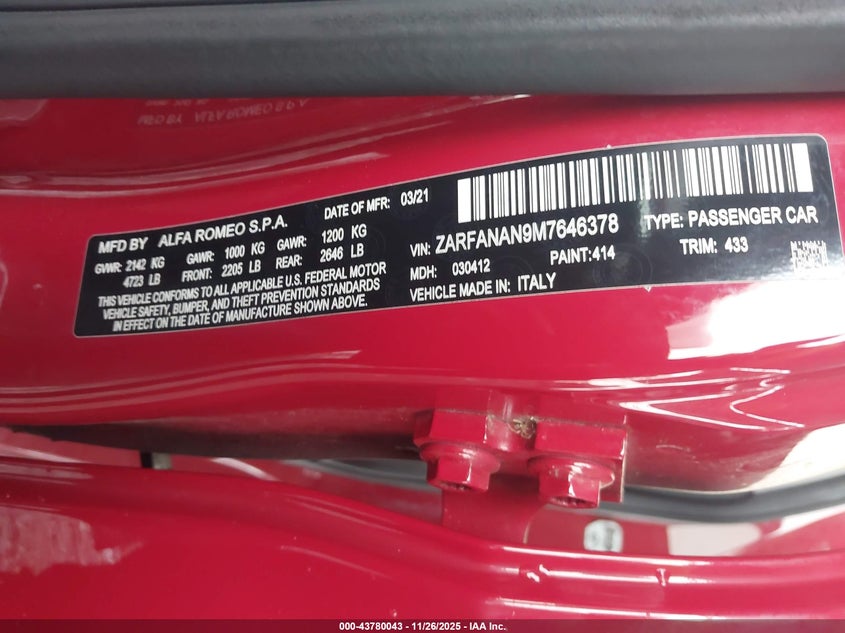 MFD BY ALFA ROMEO S.P.A. DATE OF MFR: 03/21
GVWR: 2142 KG GAWR: 1000 KG GAWR: 1200 KG
4723 LB FRONT: 2205 LB REAR: 2646 LB
THIS VEHICLE CONFORMS TO ALL APPLICABLE U.S. FEDERAL MOTOR
VEHICLE SAFETY, BUMPER, AND THEFT PREVENTION STANDARDS
IN EFFECT ON THE DATE OF MANUFACTURE SHOWN ABOVE.
VIN: ZARFANAN9M7646378 TYPE: PASSENGER CAR
MDH: 030412 PAINT:414 TRIM: 433
VEHICLE MADE IN: ITALY
000-43780043 - 11/26/2025 - IAA Inc.